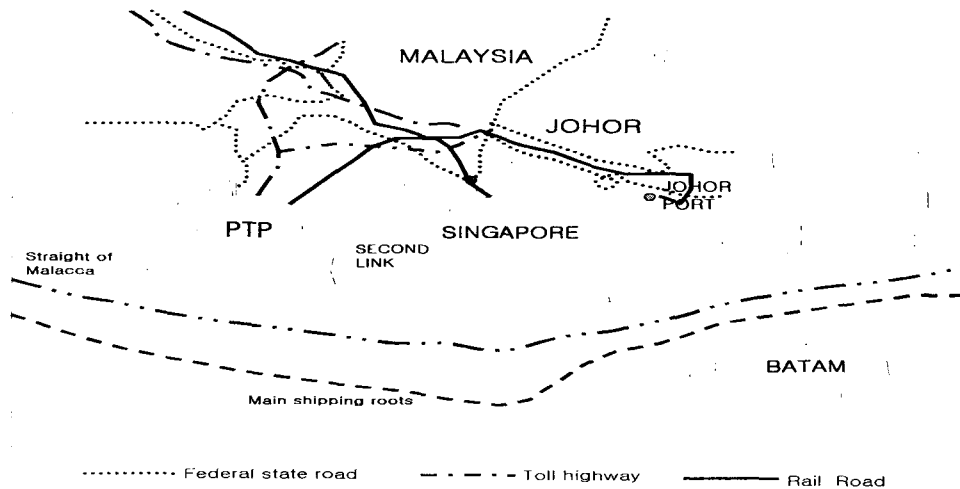 MALAYSIA
JOHOR
JOHOR
PORT
PTP
SINGAPORE
SECOND
LINK
Straight of
Malacca
BATAM
Main shipping roots
Federal state road
Toll highway
Rail Road